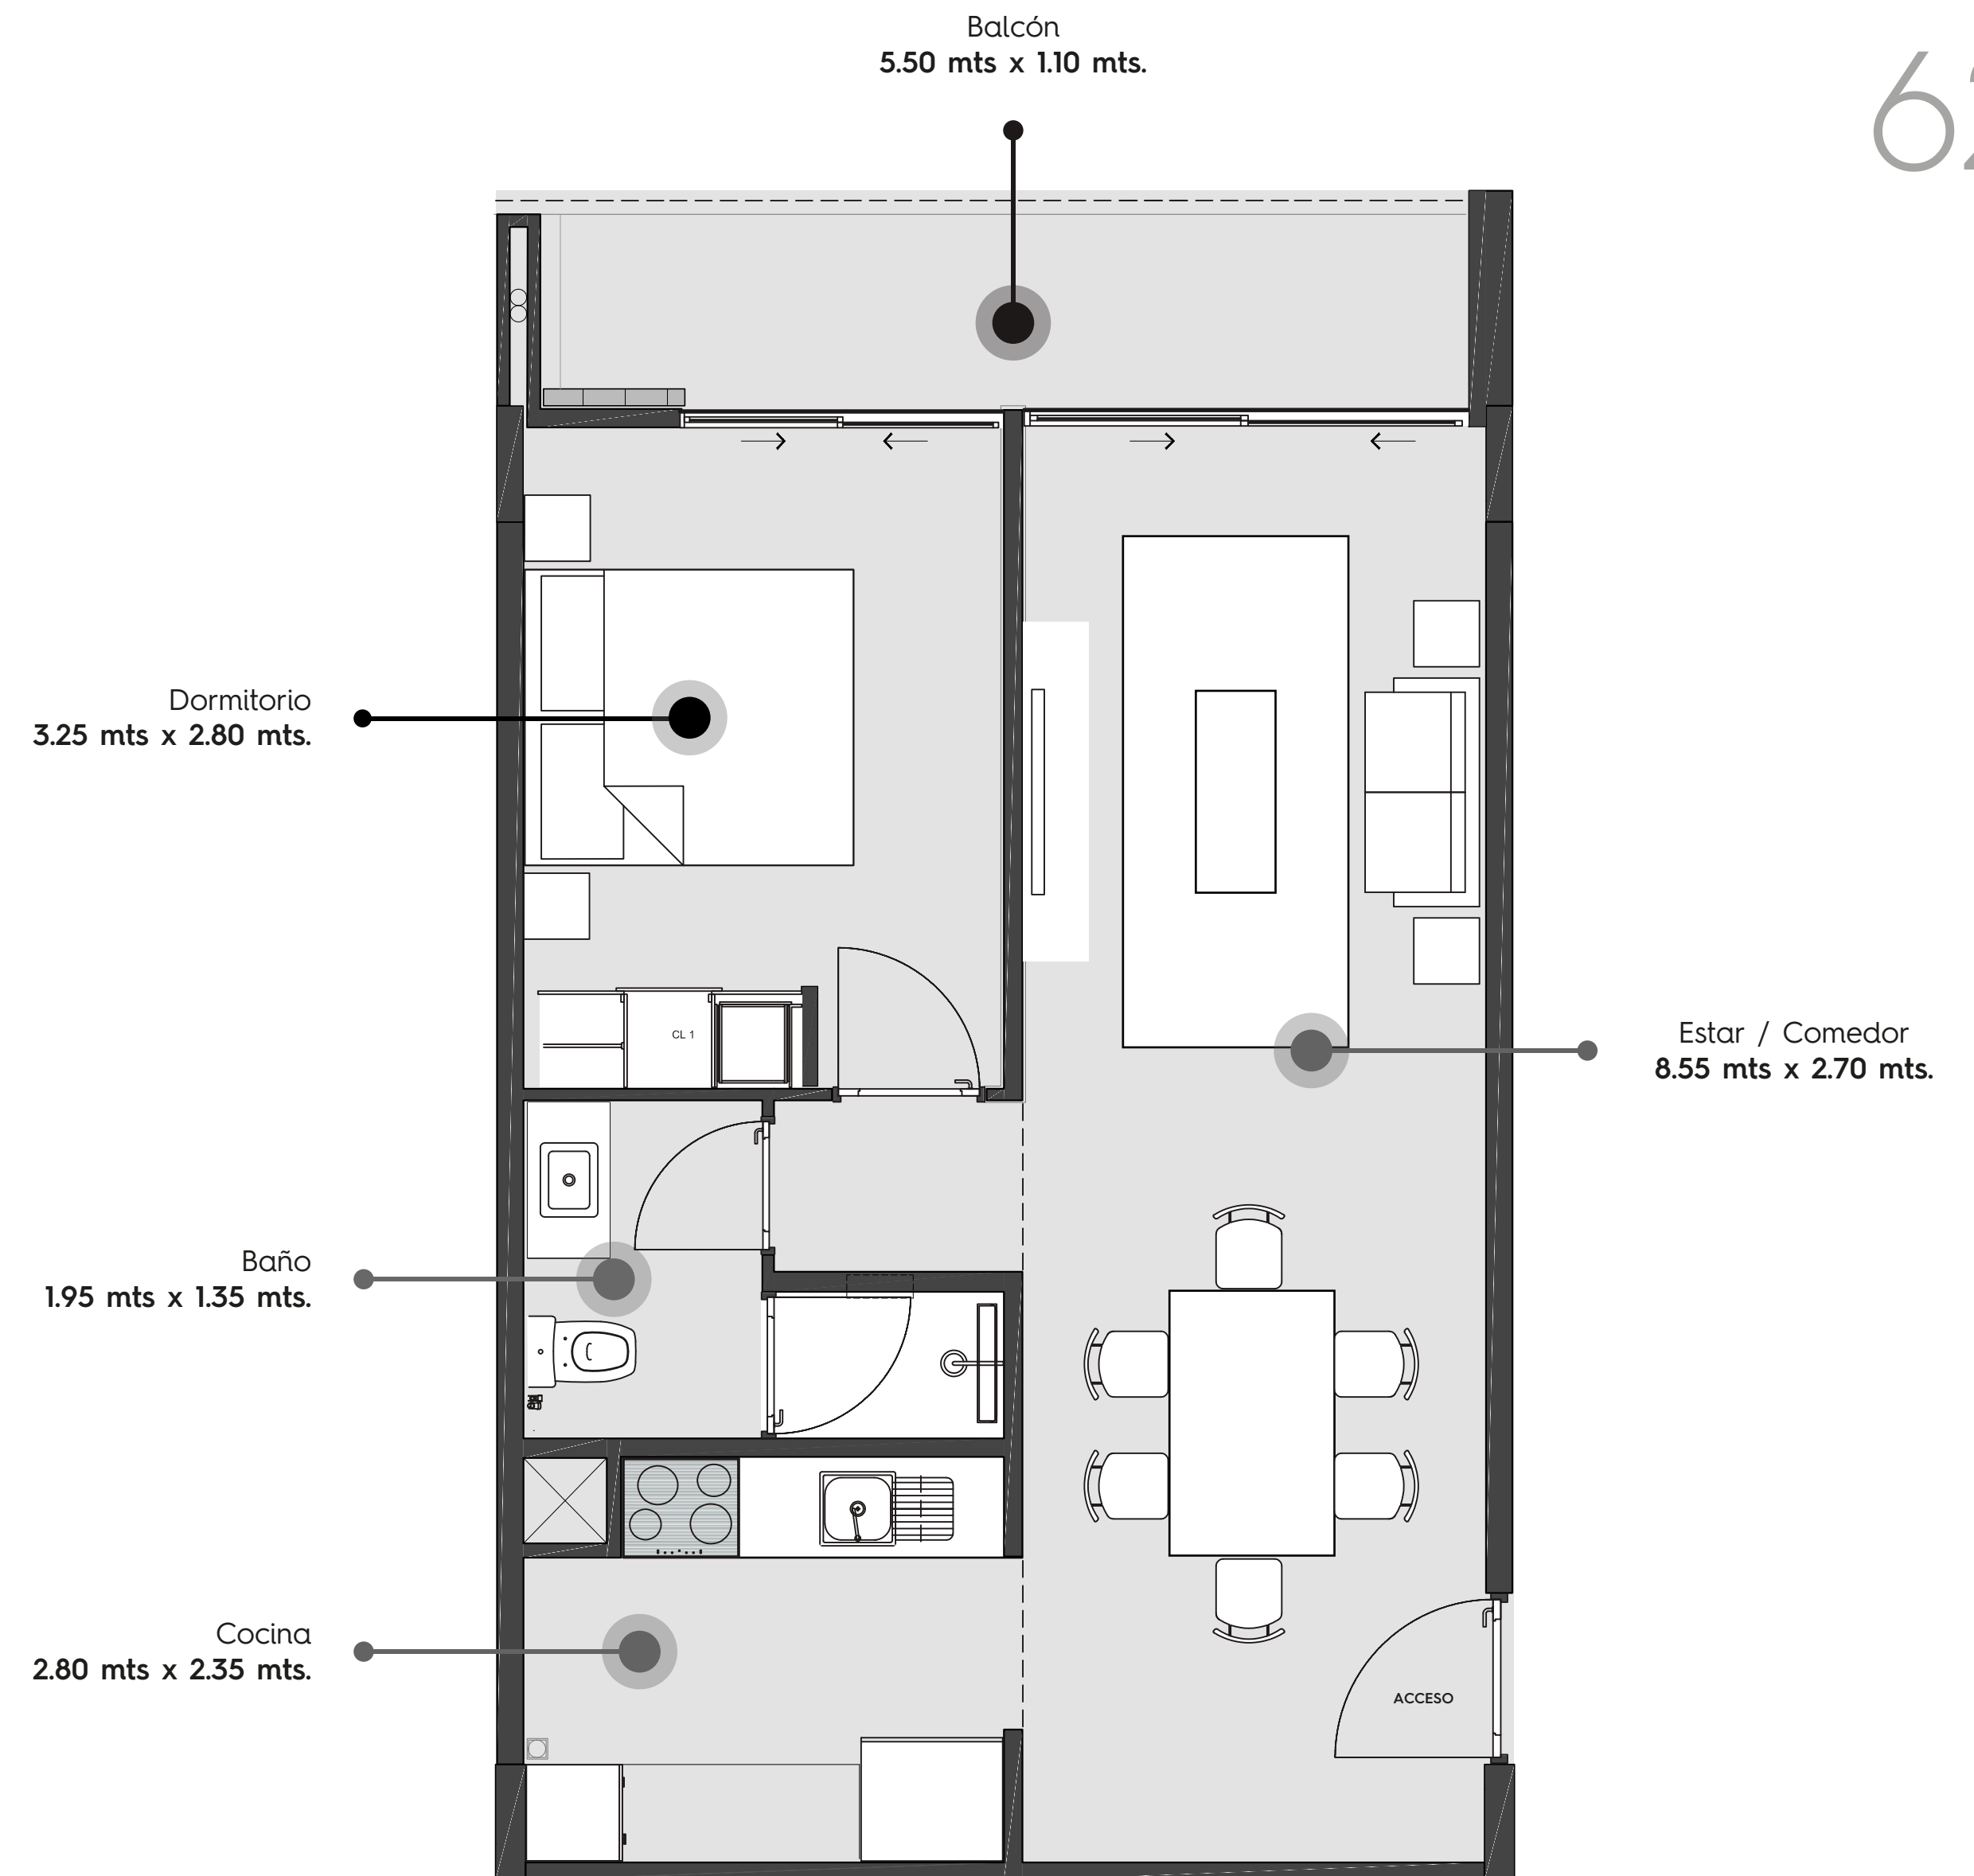 Balcón
5.50 mts x 1.10 mts.
Dormitorio
3.25 mts x 2.80 mts.
CL 1
Estar / Comedor
8.55 mts x 2.70 mts.
Baño
1.95 mts x 1.35 mts.
Cocina
2.80 mts x 2.35 mts.
ACCESO